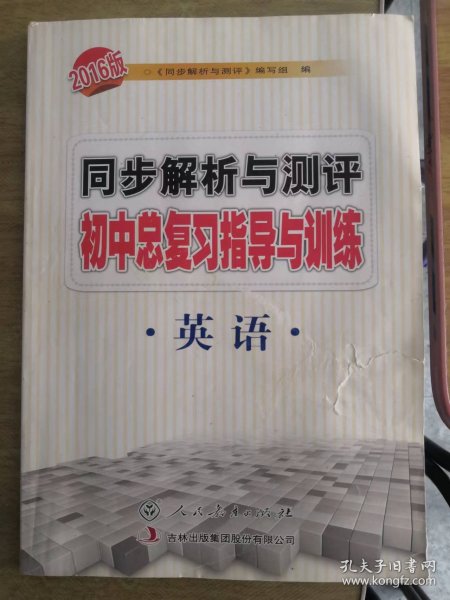 2016版
《同步解析与测评》编写组 编
同步解析与测评
初中总复习指导与训练
·英语·
人民教育出版社
吉林出版集团股份有限公司
孔夫子旧书网
www.kongfz.com